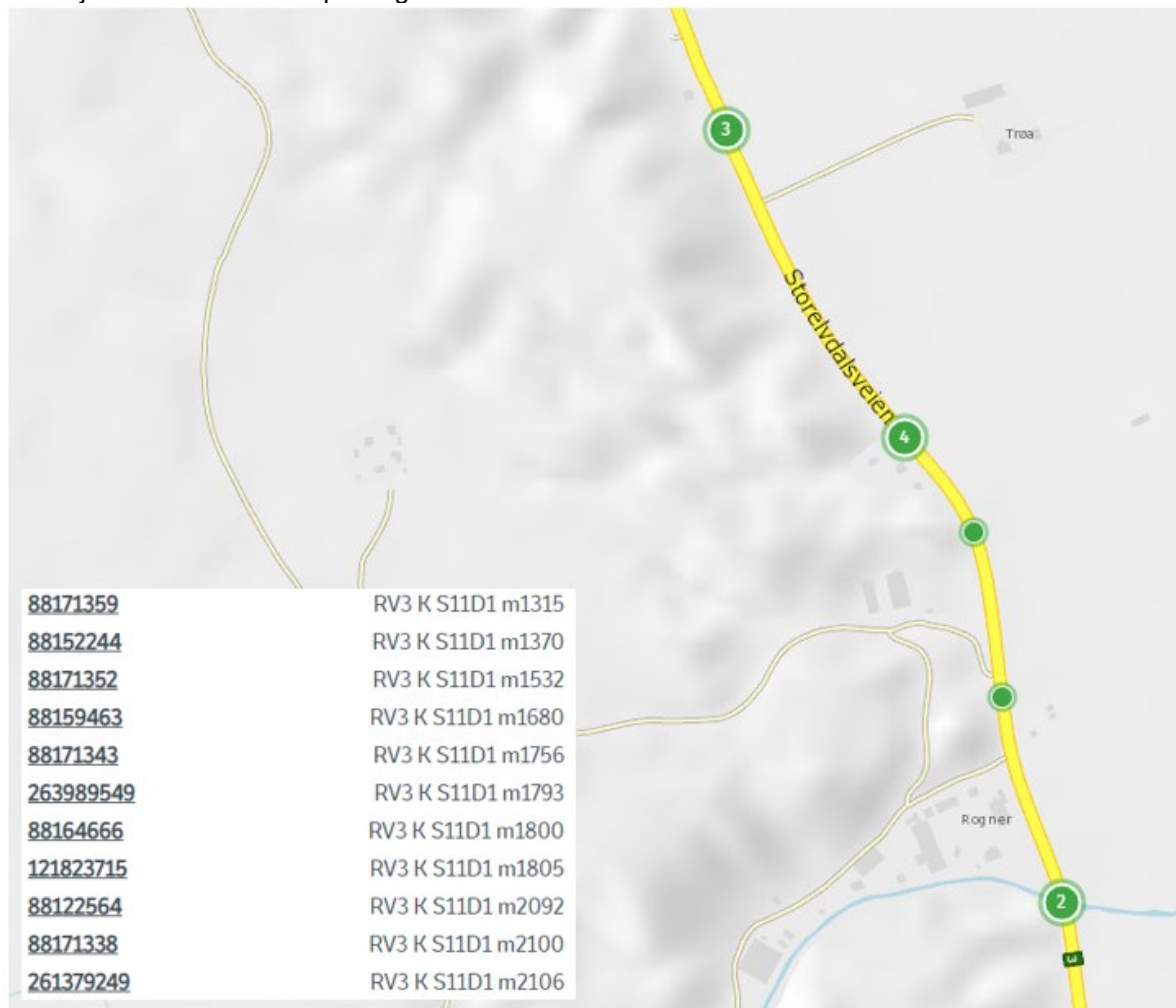 3
Trøa
Storelvdalsveien
4
88171359 RV3 K S11D1 m1315
88152244 RV3 K S11D1 m1370
88171352 RV3 K S11D1 m1532
88159463 RV3 K S11D1 m1680
88171343 RV3 K S11D1 m1756
263989549 RV3 K S11D1 m1793
88164666 RV3 K S11D1 m1800
121823715 RV3 K S11D1 m1805
88122564 RV3 K S11D1 m2092
88171338 RV3 K S11D1 m2100
261379249 RV3 K S11D1 m2106
Rogner
2
3